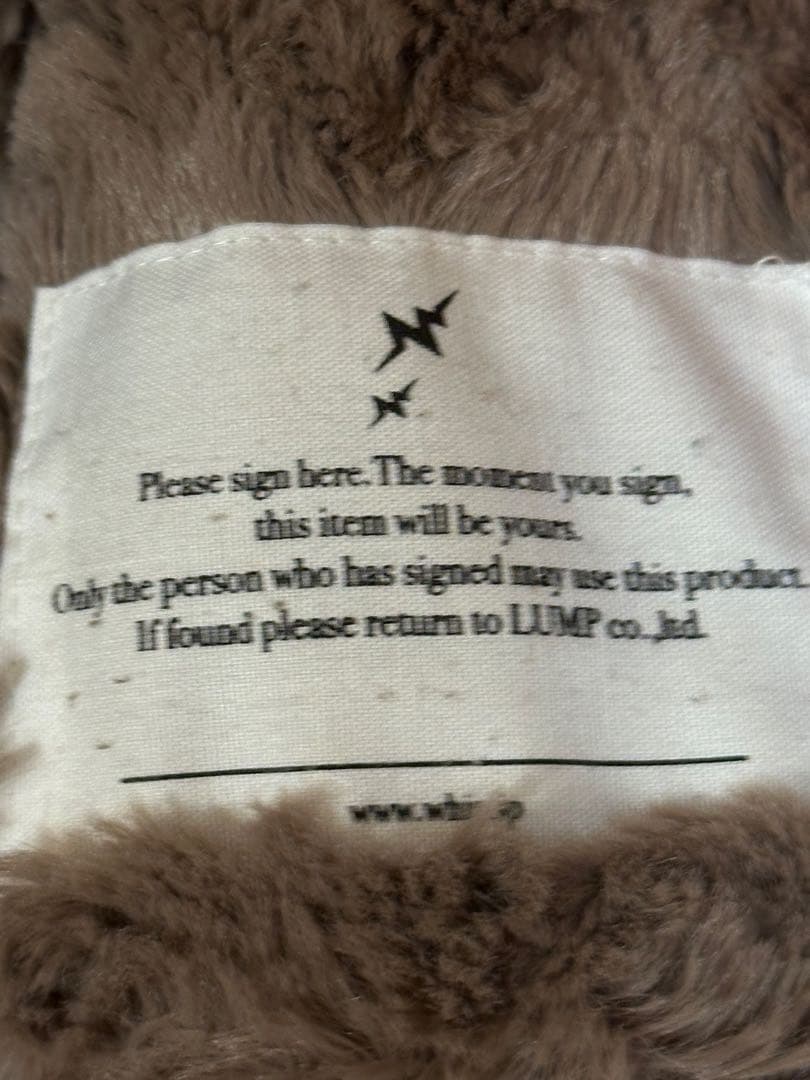 Please sign here. The moment you sign,
this item will be yours.
Only the person who has signed may use this product.
If found please return to LUMP co.,ltd.